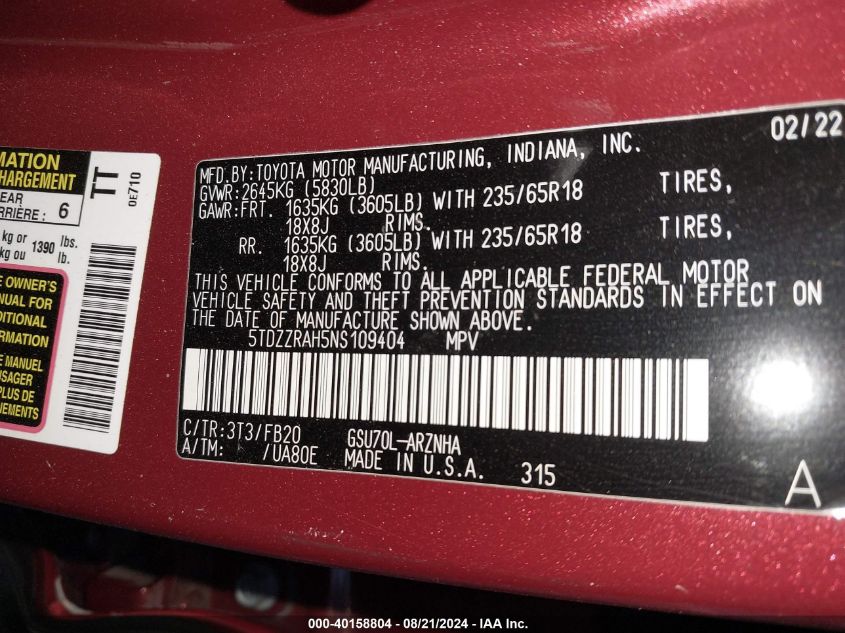 MATION
HARGEMENT
EAR
RRIÈRE: 6
kg or 1390 lbs.
kg ou lb.
TT
0E710
E OWNER'S
NUAL FOR
DITIONAL
ORMATION
E MANUEL
USAGER
PLUS DE
NEMENTS
02/22
MFD.BY:TOYOTA MOTOR MANUFACTURING, INDIANA, INC.
GVWR:2645KG (5830LB)
GAWR:FRT. 1635KG (3605LB) WITH 235/65R18 TIRES,
18X8J RIMS.
RR. 1635KG (3605LB) WITH 235/65R18 TIRES,
18X8J RIMS.
THIS VEHICLE CONFORMS TO ALL APPLICABLE FEDERAL MOTOR
VEHICLE SAFETY AND THEFT PREVENTION STANDARDS IN EFFECT ON
THE DATE OF MANUFACTURE SHOWN ABOVE.
5TDZZRAH5NS109404 MPV
C/TR:3T3/FB20 GSU70L-ARZNHA
A/TM: /UA80E MADE IN U.S.A. 315
A
000-40158804 - 08/21/2024 - IAA Inc.